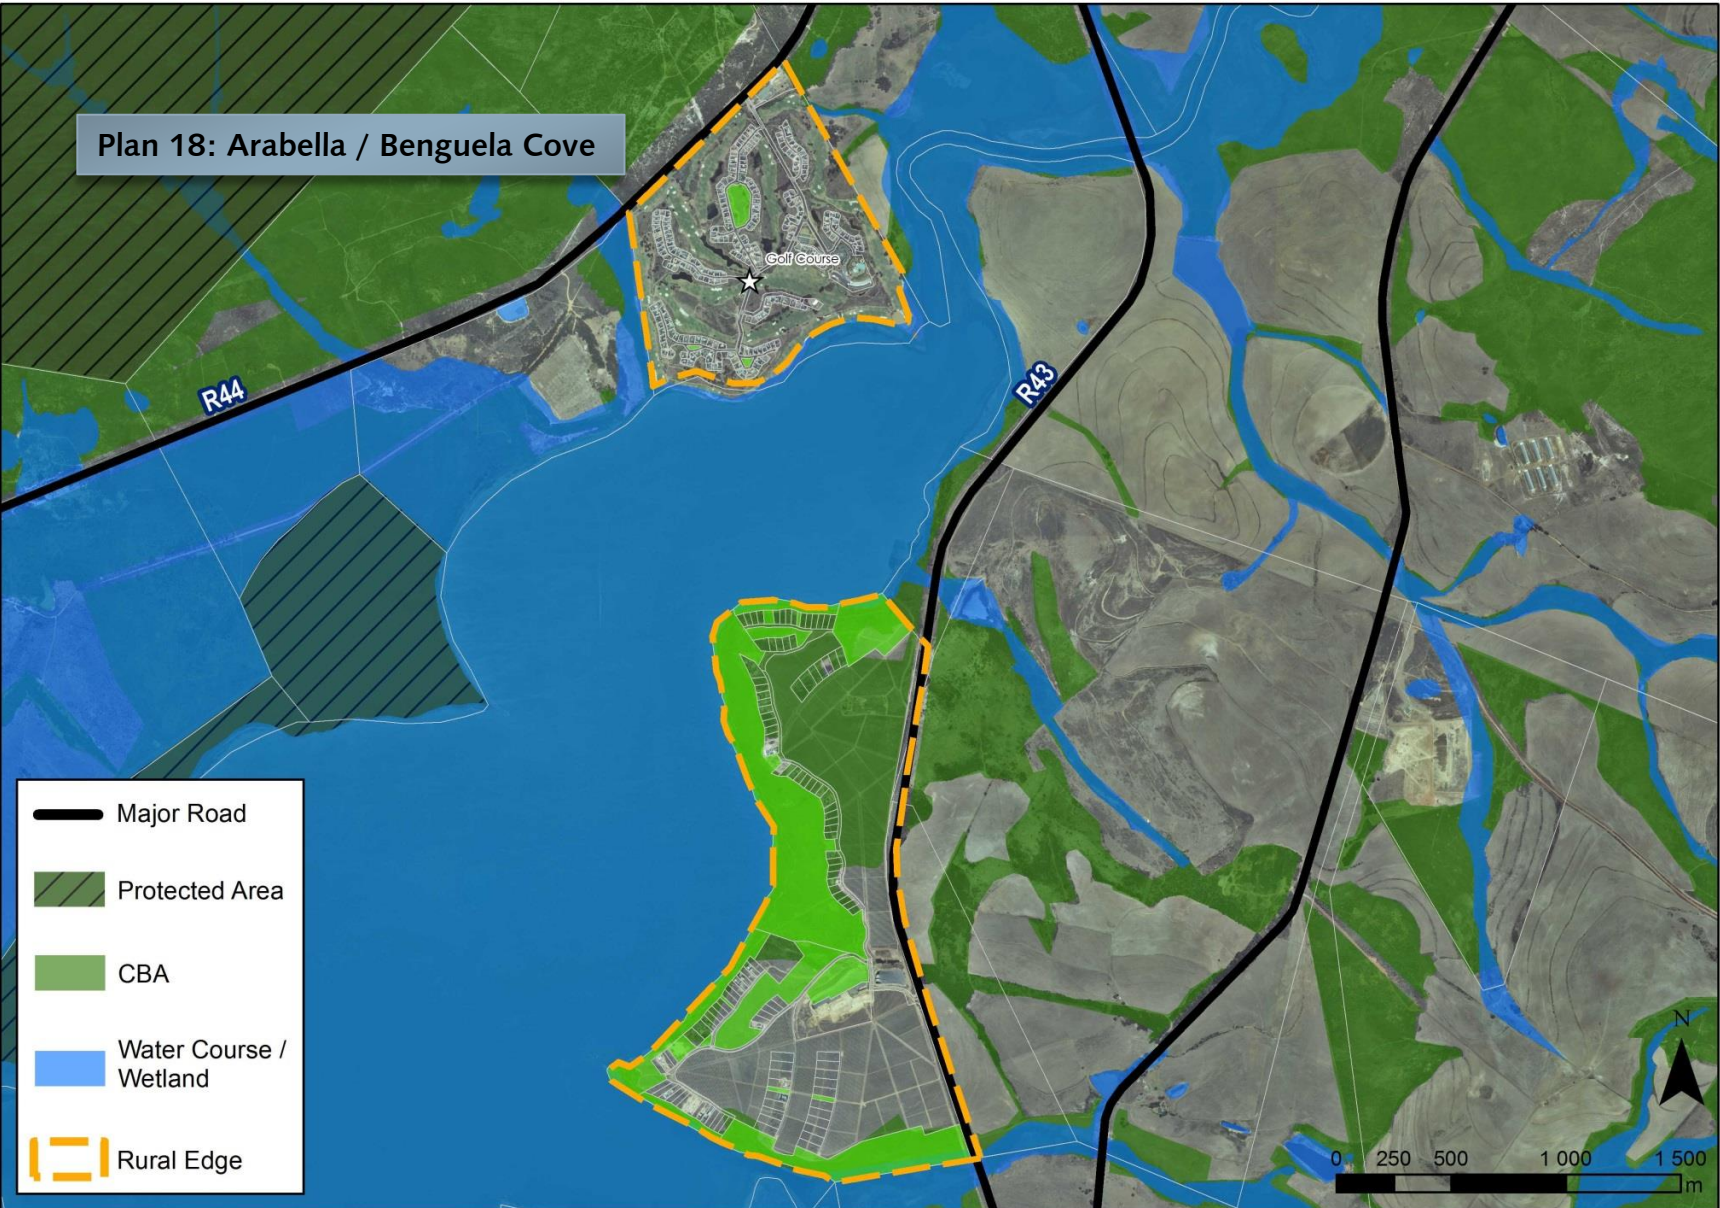 Plan 18: Arabella / Benguela Cove
Golf Course
R44
R43
Major Road
Protected Area
CBA
Water Course /
Wetland
Rural Edge
N
0 250 500 1 000 1 500
m